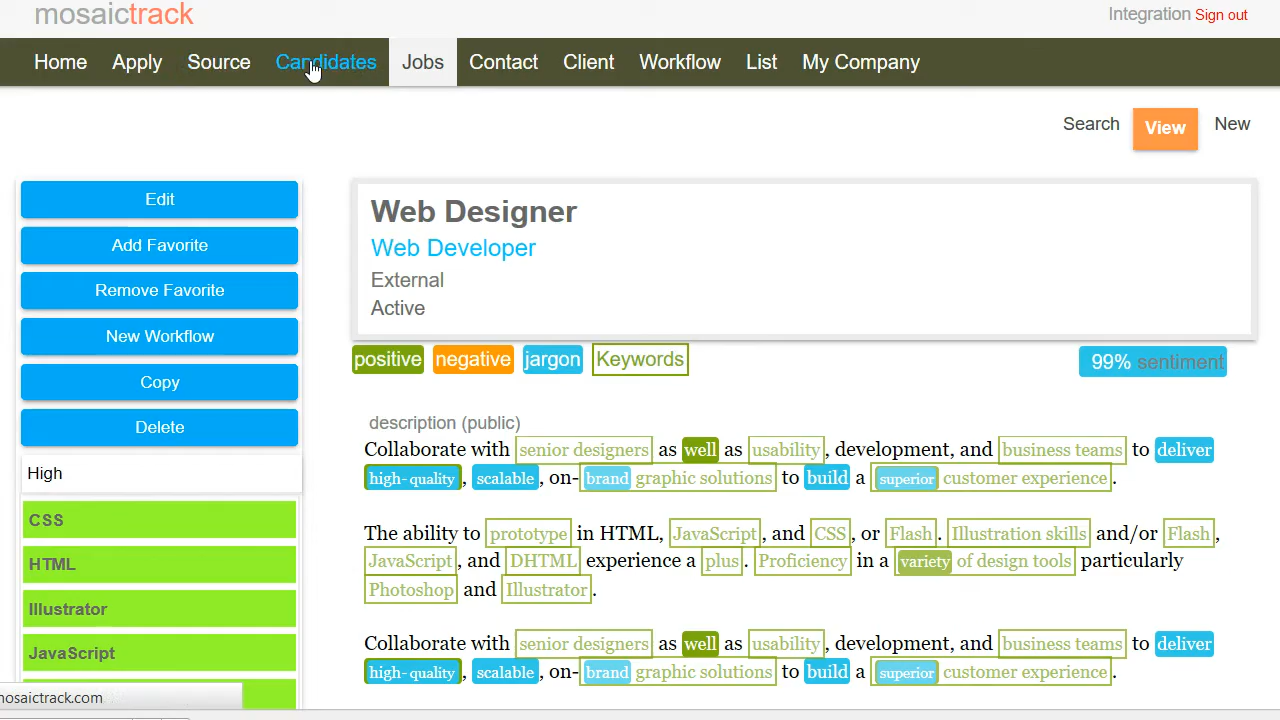 mosaictrack
Integration Sign out
Home Apply Source Candidates Jobs Contact Client Workflow List My Company
Search View New
Edit
Add Favorite
Remove Favorite
New Workflow
Copy
Delete
High
CSS
HTML
Illustrator
JavaScript
mosaictrack.com
Web Designer
Web Developer
External
Active
positive negative jargon Keywords
99% sentiment
description (public)
Collaborate with senior designers as well as usability, development, and business teams to deliver
high-quality, scalable, on-brand graphic solutions to build a superior customer experience.
The ability to prototype in HTML, JavaScript, and CSS, or Flash. Illustration skills and/or Flash,
JavaScript, and DHTML experience a plus. Proficiency in a variety of design tools particularly
Photoshop and Illustrator.
Collaborate with senior designers as well as usability, development, and business teams to deliver
high-quality, scalable, on-brand graphic solutions to build a superior customer experience.